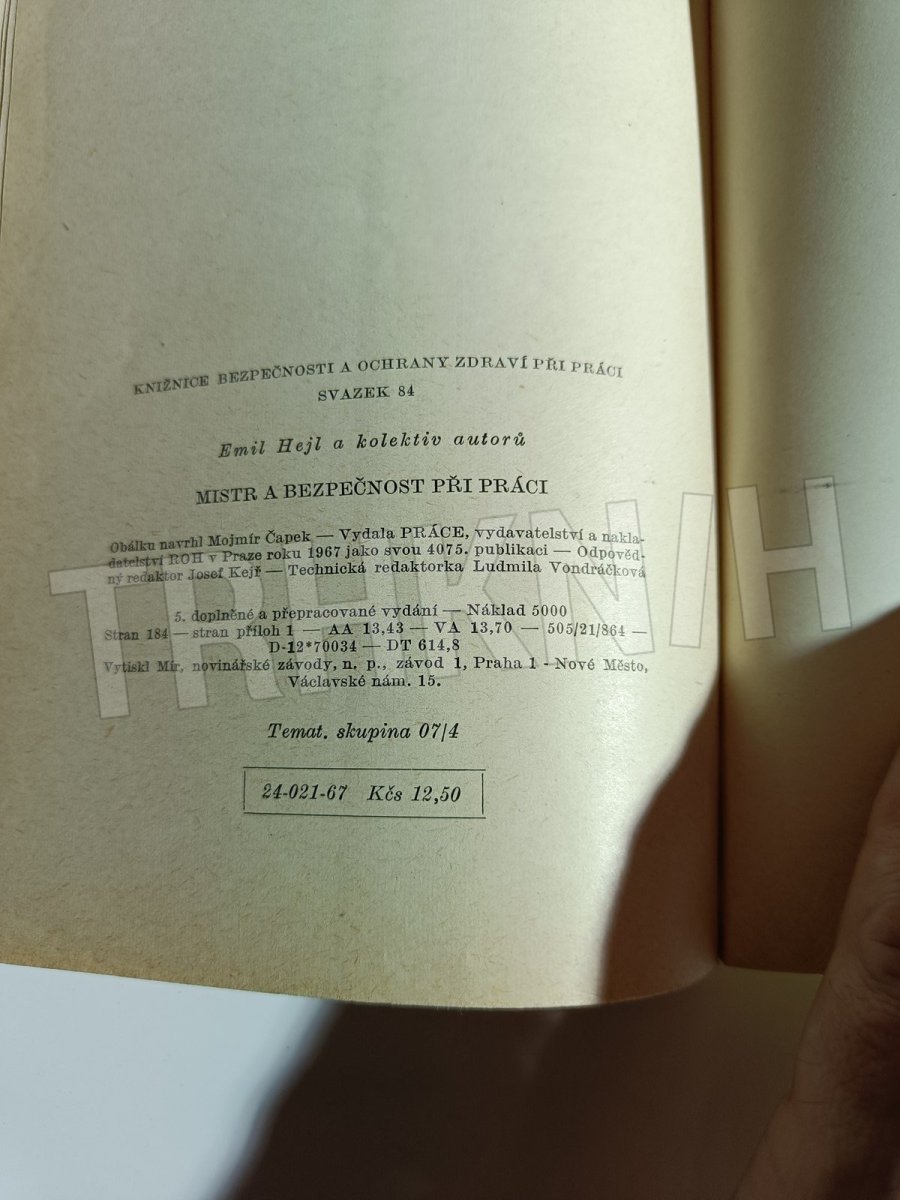 KNIŽNICE BEZPEČNOSTI A OCHRANY ZDRAVÍ PŘI PRÁCI
SVAZEK 84
Emil Hejl a kolektiv autorů
MISTR A BEZPEČNOST PŘI PRÁCI
Obálku navrhl Mojmír Čapek — Vydala PRÁCE, vydavatelství a nakla-
datelství ROH v Praze roku 1967 jako svou 4075. publikaci — Odpověd-
ný redaktor Josef Kejř — Technická redaktorka Ludmila Vondráčková
5. doplněné a přepracované vydání — Náklad 5000
Stran 184 — stran příloh 1 — AA 13,43 — VA 13,70 — 505/21/864 —
D-12*70034 — DT 614,8
Vytiskl Mír, novinářské závody, n. p., závod 1, Praha 1 - Nové Město,
Václavské nám. 15.
Temat. skupina 07/4
24-021-67 Kčs 12,50
TRHKNIH